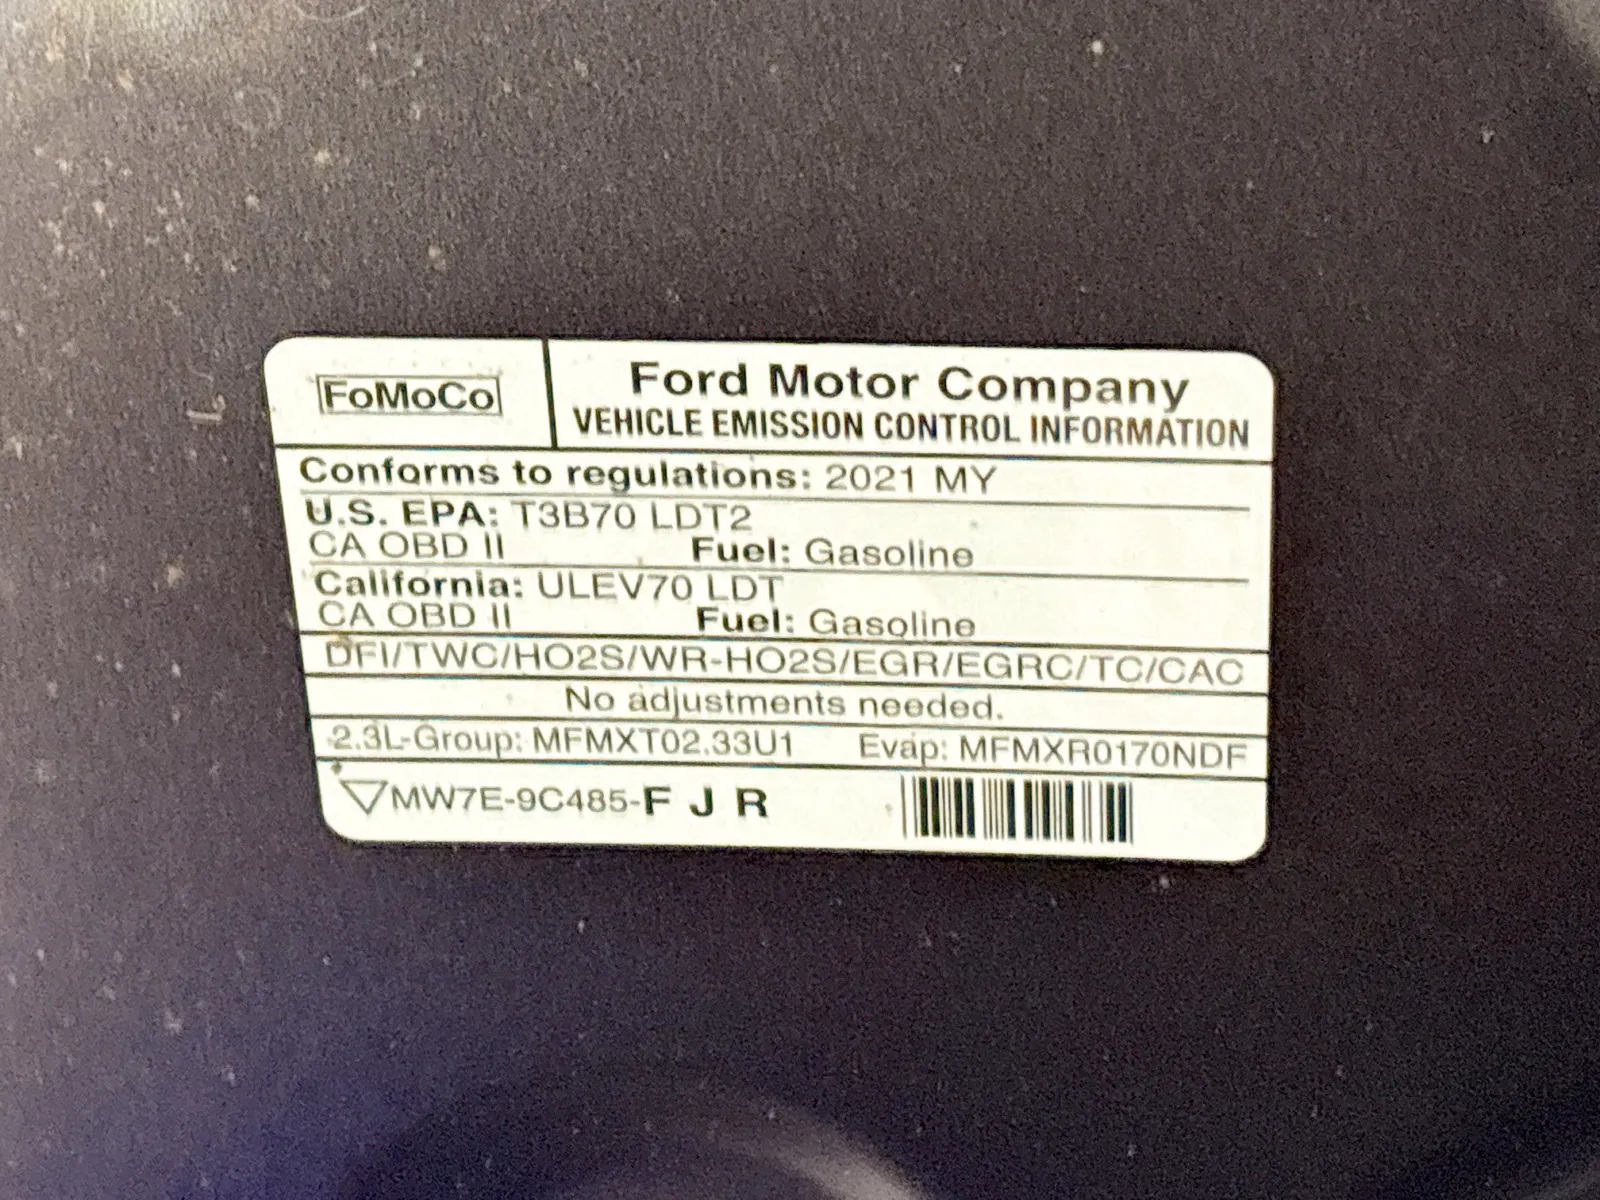 FoMoCo
Ford Motor Company
VEHICLE EMISSION CONTROL INFORMATION
Conforms to regulations: 2021 MY
U.S. EPA: T3B70 LDT2
CA OBD II Fuel: Gasoline
California: ULEV70 LDT
CA OBD II Fuel: Gasoline
DFI/TWC/HO2S/WR-HO2S/EGR/EGRC/TC/CAC
No adjustments needed.
2.3L-Group: MFMXT02.33U1 Evap: MFMXR0170NDF
MW7E-9C485-F J R